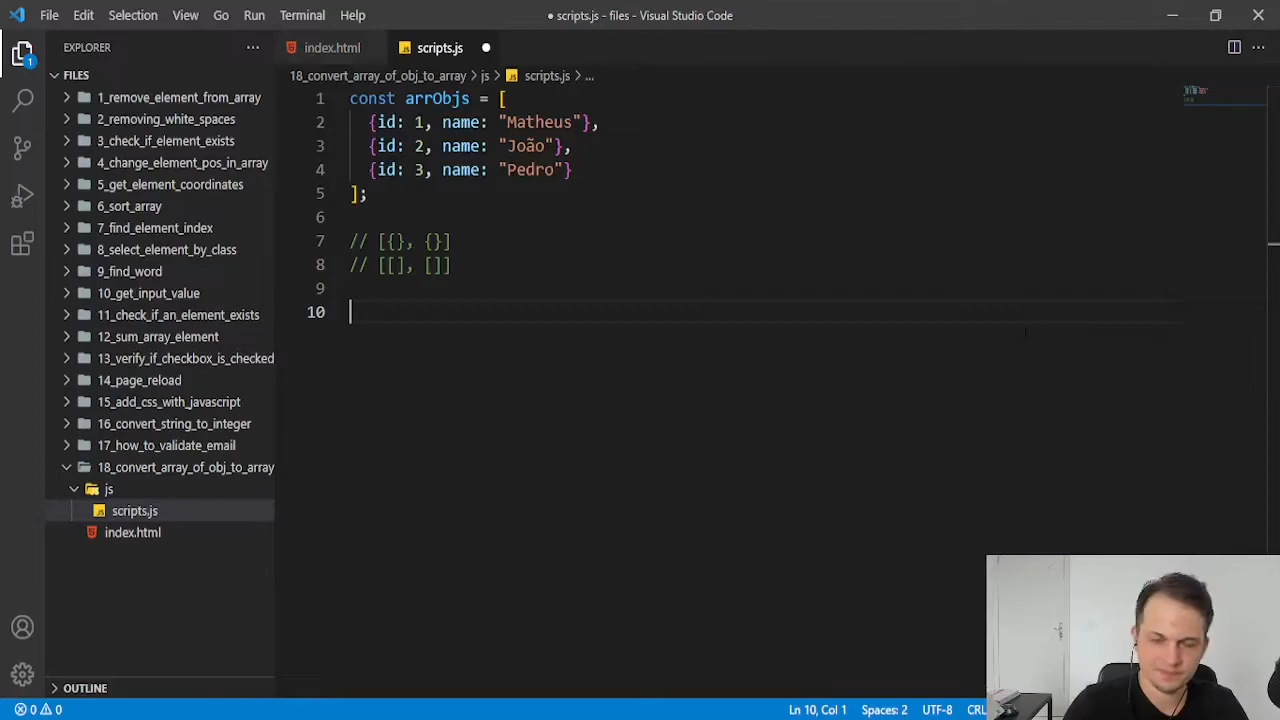 File Edit Selection View Go Run Terminal Help
● scripts.js - files - Visual Studio Code
EXPLORER
1
FILES
1_remove_element_from_array
2_removing_white_spaces
3_check_if_element_exists
4_change_element_pos_in_array
5_get_element_coordinates
6_sort_array
7_find_element_index
8_select_element_by_class
9_find_word
10_get_input_value
11_check_if_an_element_exists
12_sum_array_element
13_verify_if_checkbox_is_checked
14_page_reload
15_add_css_with_javascript
16_convert_string_to_integer
17_how_to_validate_email
18_convert_array_of_obj_to_array
js
JS scripts.js
index.html
OUTLINE
index.html
JS scripts.js
18_convert_array_of_obj_to_array > js > JS scripts.js > ...
1 const arrObjs = [
2 {id: 1, name: "Matheus"},
3 {id: 2, name: "João"},
4 {id: 3, name: "Pedro"}
5 ];
6
7 // [{}, {}]
8 // [[], []]
9
10
0 0
Ln 10, Col 1 Spaces: 2 UTF-8 CRL